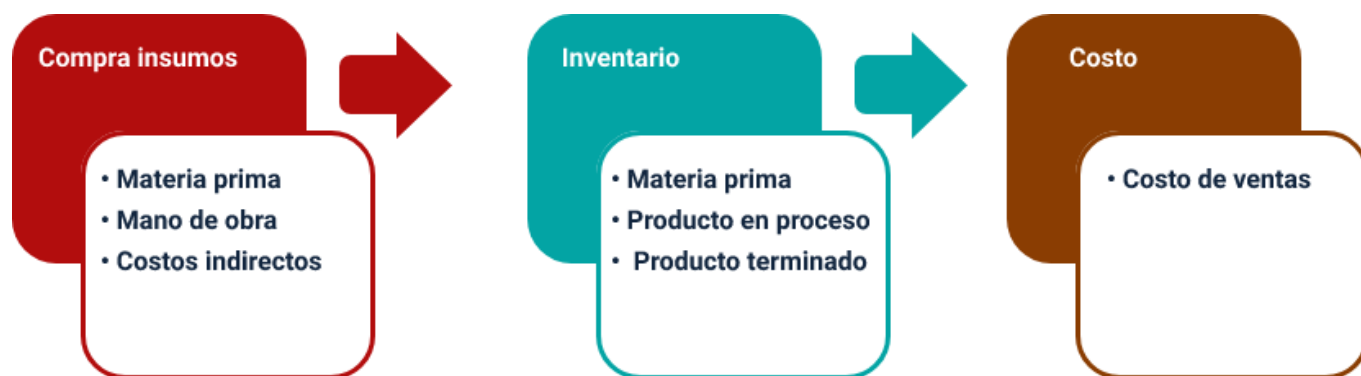 Compra insumos
• Materia prima
• Mano de obra
• Costos indirectos
Inventario
• Materia prima
• Producto en proceso
• Producto terminado
Costo
• Costo de ventas